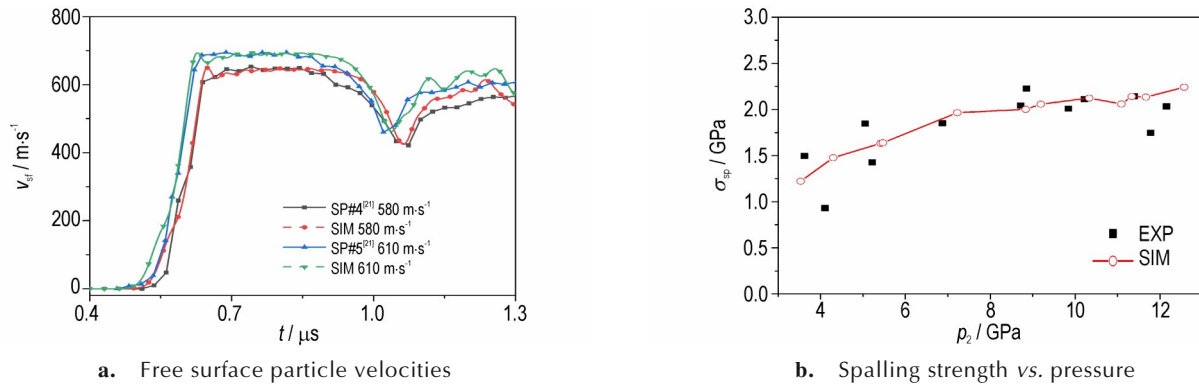 800
600
400
200
0
v_sf / m·s⁻¹
SP#4[21] 580 m·s⁻¹
SIM 580 m·s⁻¹
SP#5[21] 610 m·s⁻¹
SIM 610 m·s⁻¹
0.4 0.7 1.0 1.3
t / μs
a. Free surface particle velocities
3.0
2.5
2.0
1.5
1.0
0.5
0.0
σ_sp / GPa
EXP
SIM
4 6 8 10 12
p₂ / GPa
b. Spalling strength vs. pressure